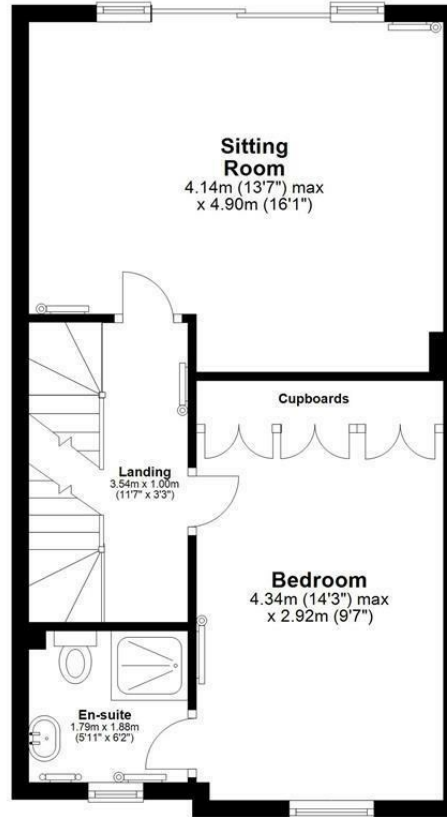 Sitting
Room
4.14m (13'7") max
x 4.90m (16'1")
Cupboards
Landing
3.54m x 1.00m
(11'7" x 3'3")
Bedroom
4.34m (14'3") max
x 2.92m (9'7")
En-suite
1.79m x 1.88m
(5'11" x 6'2")